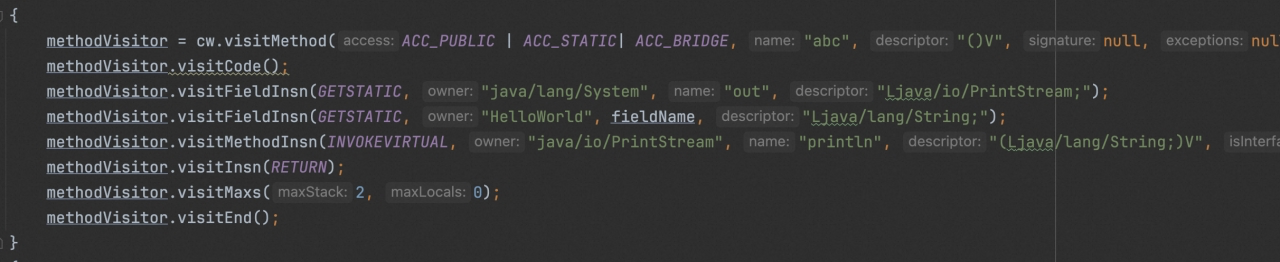 {
methodVisitor = cw.visitMethod( access: ACC_PUBLIC | ACC_STATIC| ACC_BRIDGE, name: "abc", descriptor: "()V", signature: null, exceptions: nul
methodVisitor.visitCode();
methodVisitor.visitFieldInsn(GETSTATIC, owner: "java/lang/System", name: "out", descriptor: "Ljava/io/PrintStream;");
methodVisitor.visitFieldInsn(GETSTATIC, owner: "HelloWorld", fieldName, descriptor: "Ljava/lang/String;");
methodVisitor.visitMethodInsn(INVOKEVIRTUAL, owner: "java/io/PrintStream", name: "println", descriptor: "(Ljava/lang/String;)V", isInterfa
methodVisitor.visitInsn(RETURN);
methodVisitor.visitMaxs( maxStack: 2, maxLocals: 0);
methodVisitor.visitEnd();
}